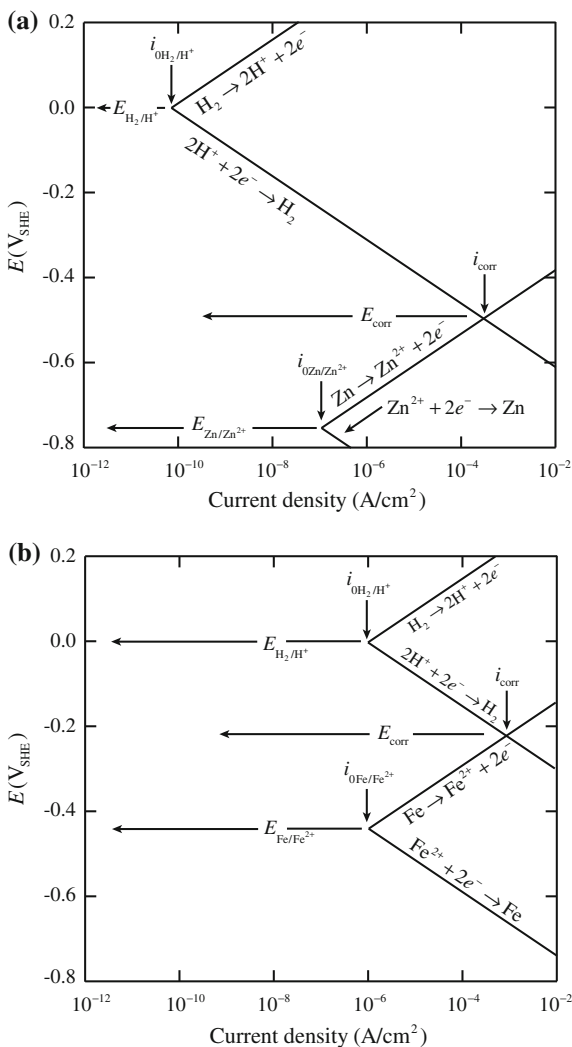 (a)
0.2
0.0
-0.2
-0.4
-0.6
-0.8
E(V_SHE)
i_0H₂/H⁺
H₂ → 2H⁺ + 2e⁻
E_H₂/H⁺
2H⁺ + 2e⁻ → H₂
i_corr
E_corr
Zn → Zn²⁺ + 2e⁻
i_0Zn/Zn²⁺
Zn²⁺ + 2e⁻ → Zn
E_Zn/Zn²⁺
10⁻¹² 10⁻¹⁰ 10⁻⁸ 10⁻⁶ 10⁻⁴ 10⁻²
Current density (A/cm²)
(b)
0.2
0.0
-0.2
-0.4
-0.6
-0.8
E(V_SHE)
i_0H₂/H⁺
H₂ → 2H⁺ + 2e⁻
E_H₂/H⁺
2H⁺ + 2e⁻ → H₂
i_corr
E_corr
Fe → Fe²⁺ + 2e⁻
i_0Fe/Fe²⁺
E_Fe/Fe²⁺
Fe²⁺ + 2e⁻ → Fe
10⁻¹² 10⁻¹⁰ 10⁻⁸ 10⁻⁶ 10⁻⁴ 10⁻²
Current density (A/cm²)